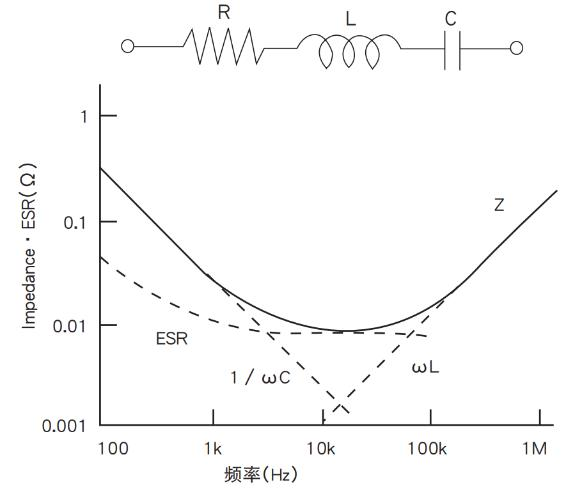 R L C
Impedance・ESR(Ω)
1
0.1
0.01
0.001
Z
ESR
1 / ωC
ωL
100 1k 10k 100k 1M
频率(Hz)